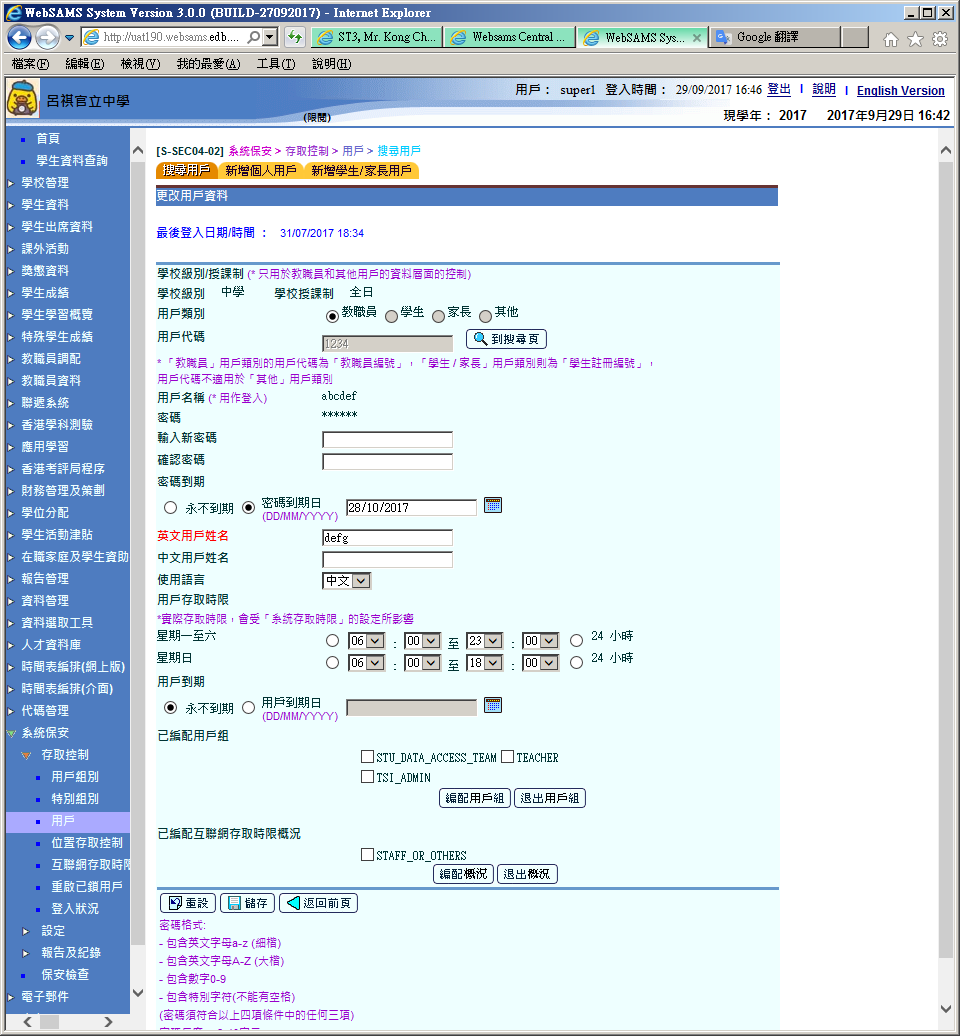 WebSAMS System Version 3.0.0 (BUILD-27092017) - Internet Explorer
http://uat190.websams.edb....
ST3, Mr. Kong Ch...
Websams Central ...
WebSAMS Sys...
Google 翻譯
檔案(F) 編輯(E) 檢視(V) 我的最愛(A) 工具(T) 說明(H)
呂祺官立中學
(限閱)
用戶： super1 登入時間： 29/09/2017 16:46 登出 | 說明 | English Version
現學年： 2017 2017年9月29日 16:42
首頁
學生資料查詢
學校管理
學生資料
學生出席資料
課外活動
獎懲資料
學生成績
學生學習概覽
特殊學生成績
教職員調配
教職員資料
聯遞系統
香港學科測驗
應用學習
香港考評局程序
財務管理及策劃
學位分配
學生活動津貼
在職家庭及學生資助
報告管理
資料管理
資料選取工具
人才資料庫
時間表編排(網上版)
時間表編排(介面)
代碼管理
系統保安
存取控制
用戶組別
特別組別
用戶
位置存取控制
互聯網存取時限
重啟已鎖用戶
登入狀況
設定
報告及紀錄
保安檢查
電子郵件
[S-SEC04-02] 系統保安 > 存取控制 > 用戶 > 搜尋用戶
搜尋用戶 新增個人用戶 新增學生/家長用戶
更改用戶資料
最後登入日期/時間 ： 31/07/2017 18:34
學校級別/授課制 (* 只用於教職員和其他用戶的資料層面的控制)
學校級別 中學 學校授課制 全日
用戶類別 教職員 學生 家長 其他
用戶代碼 1234 到搜尋頁
*「教職員」用戶類別的用戶代碼為「教職員編號」，「學生 / 家長」用戶類別則為「學生註冊編號」，
用戶代碼不適用於「其他」用戶類別
用戶名稱 (* 用作登入) abcdef
密碼 ******
輸入新密碼
確認密碼
密碼到期
永不到期 密碼到期日 28/10/2017
(DD/MM/YYYY)
英文用戶姓名 defg
中文用戶姓名
使用語言 中文
用戶存取時限
*實際存取時限，會受「系統存取時限」的設定所影響
星期一至六 06 : 00 至 23 : 00 24 小時
星期日 06 : 00 至 18 : 00 24 小時
用戶到期
永不到期 用戶到期日
(DD/MM/YYYY)
已編配用戶組
STU_DATA_ACCESS_TEAM TEACHER
TSI_ADMIN
編配用戶組 退出用戶組
已編配互聯網存取時限概況
STAFF_OR_OTHERS
編配概況 退出概況
重設 儲存 返回前頁
密碼格式:
- 包含英文字母a-z (細楷)
- 包含英文字母A-Z (大楷)
- 包含數字0-9
- 包含特別字符(不能有空格)
(密碼須符合以上四項條件中的任何三項)